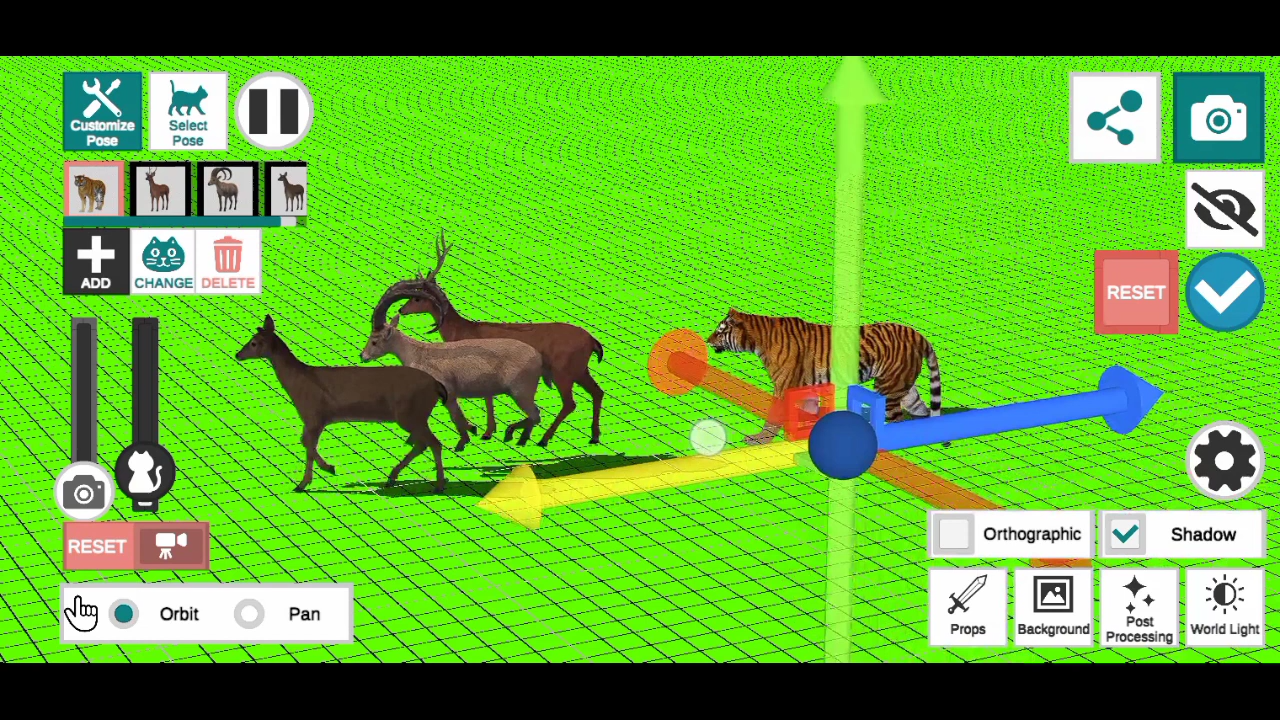 Customize
Pose
Select
Pose
ADD
CHANGE
DELETE
RESET
RESET
Orbit
Pan
Orthographic
Shadow
Props
Background
Post
Processing
World Light